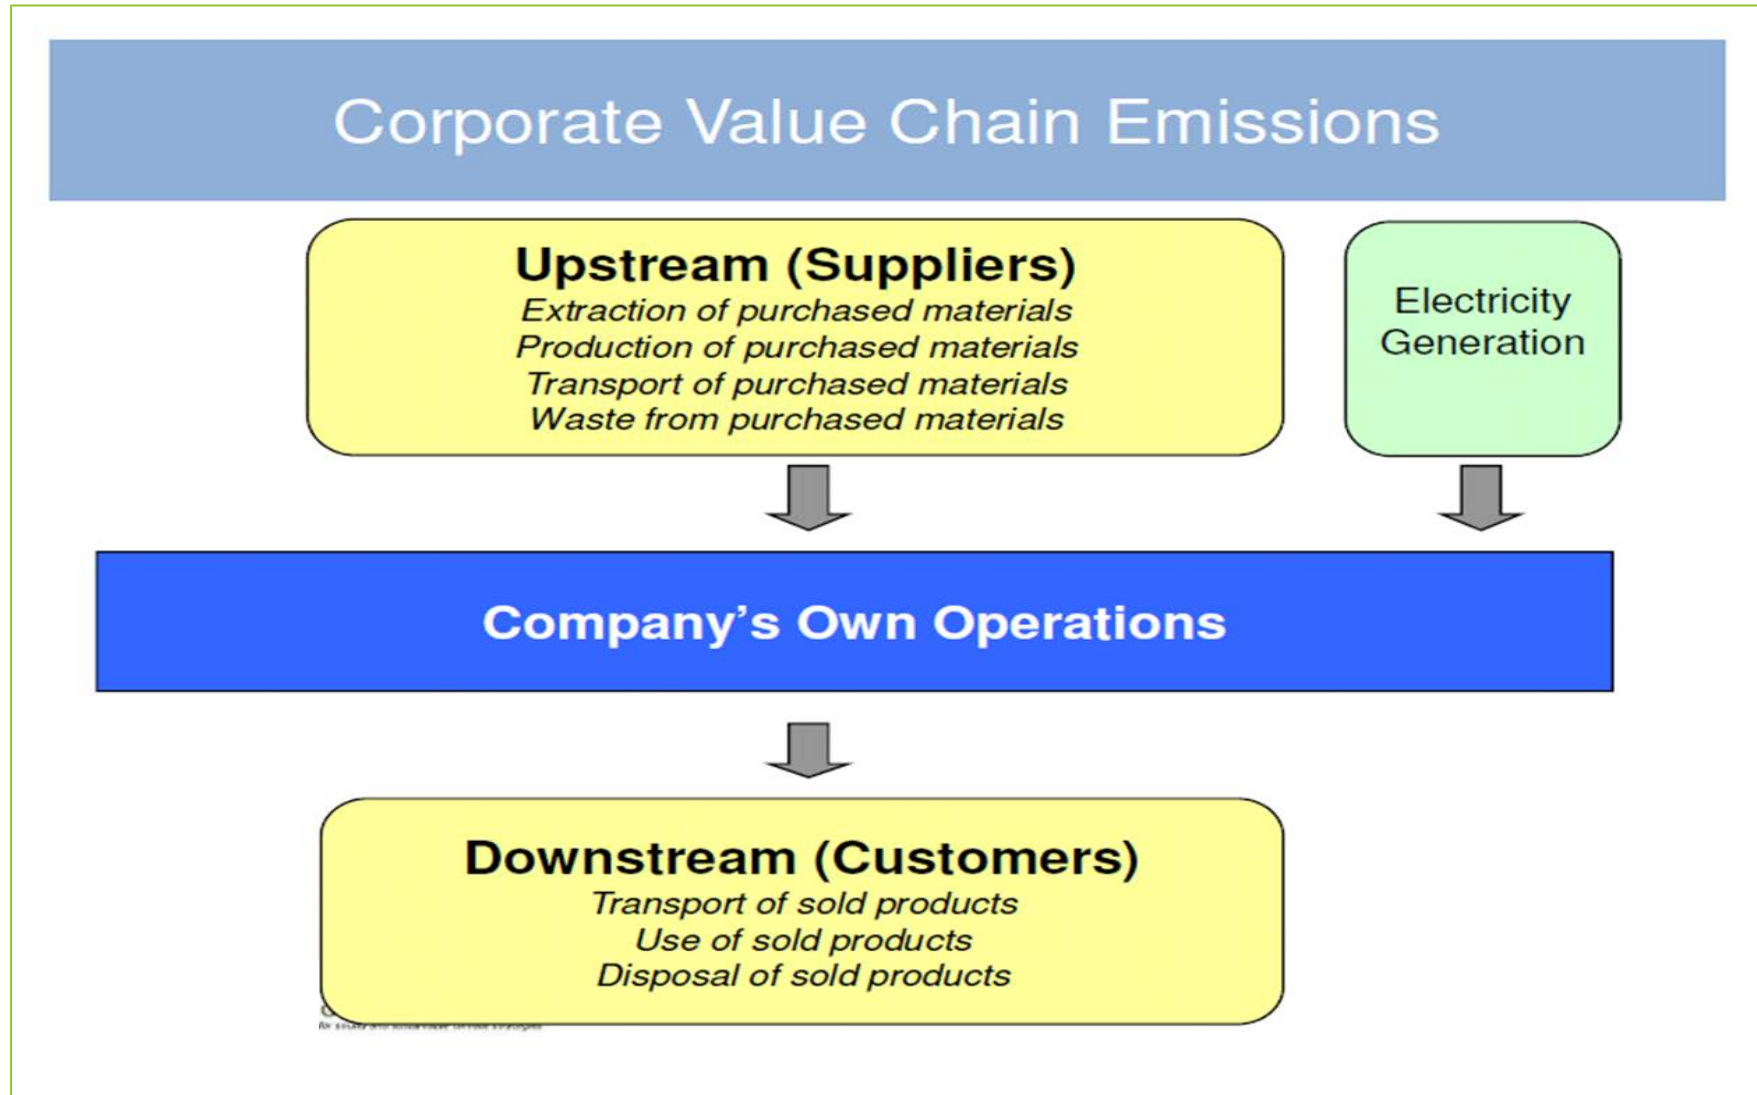 Corporate Value Chain Emissions
Upstream (Suppliers)
Extraction of purchased materials
Production of purchased materials
Transport of purchased materials
Waste from purchased materials
Electricity
Generation
Company’s Own Operations
Downstream (Customers)
Transport of sold products
Use of sold products
Disposal of sold products